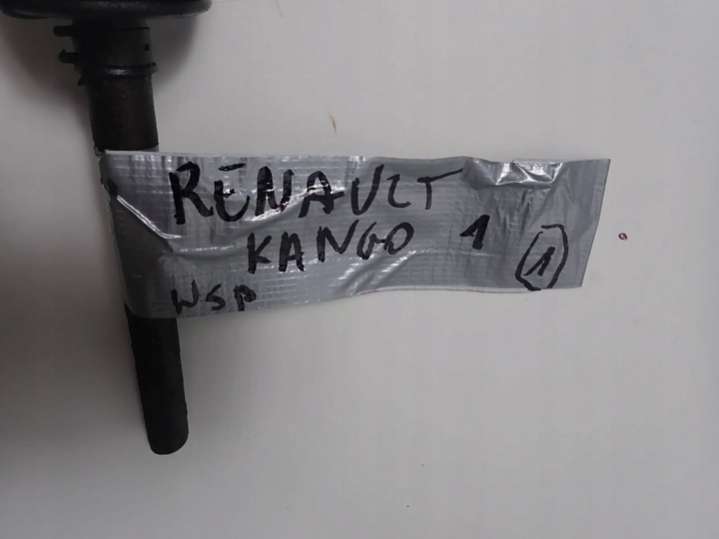 RENAULT
KANGO 1
1
WSP